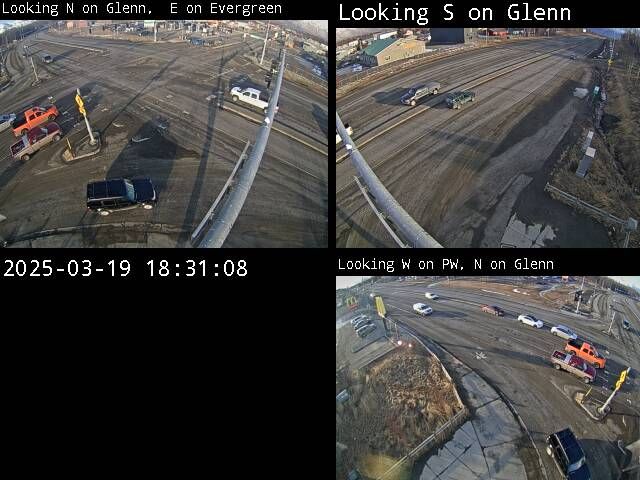 Looking N on Glenn,  E on Evergreen
Looking S on Glenn
2025-03-19 18:31:08
Looking W on PW, N on Glenn